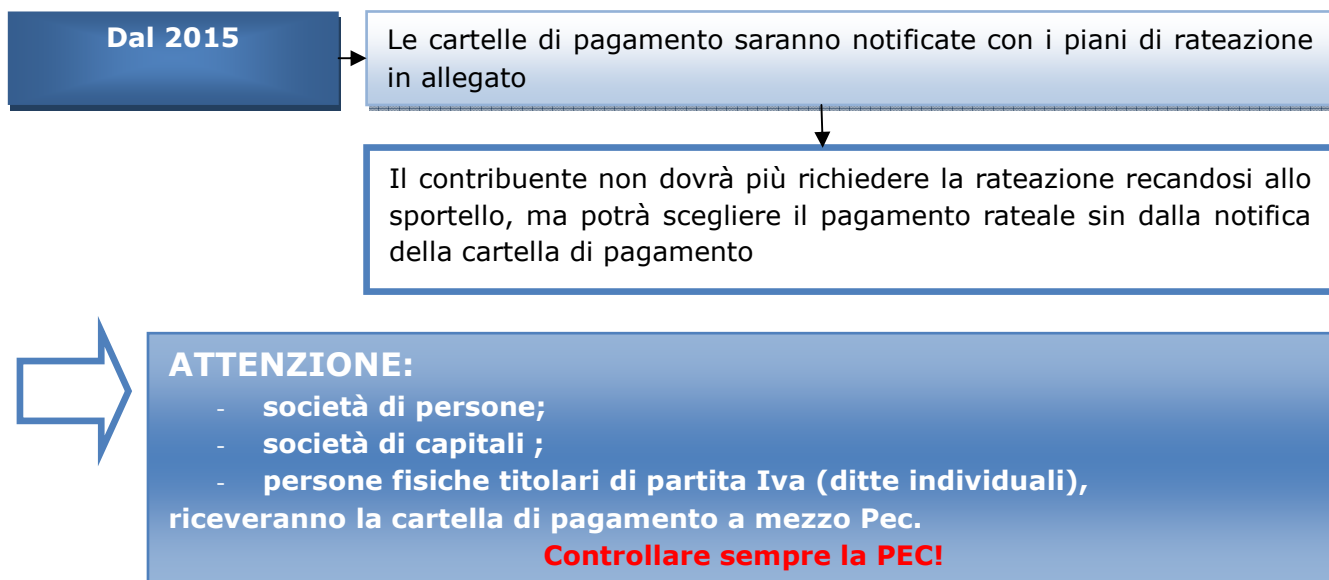 Dal 2015
Le cartelle di pagamento saranno notificate con i piani di rateazione
in allegato
Il contribuente non dovrà più richiedere la rateazione recandosi allo
sportello, ma potrà scegliere il pagamento rateale sin dalla notifica
della cartella di pagamento
ATTENZIONE:
- società di persone;
- società di capitali ;
- persone fisiche titolari di partita Iva (ditte individuali),
riceveranno la cartella di pagamento a mezzo Pec.
Controllare sempre la PEC!